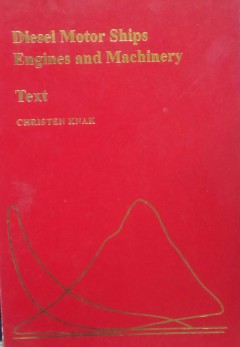 Diesel Motor Ships
Engines and Machinery
Text
CHRISTEN KNAK